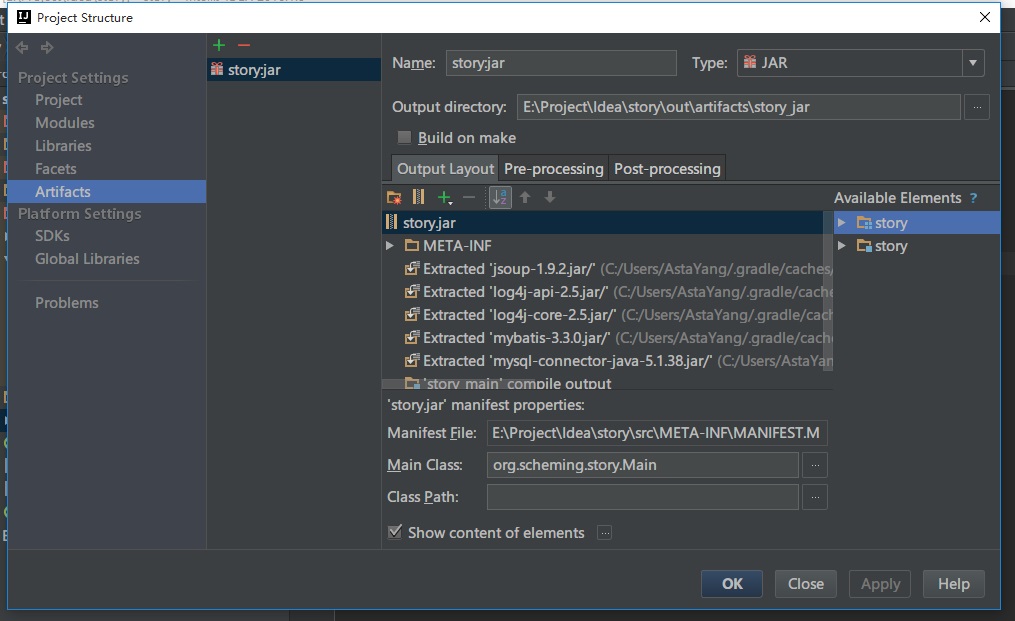 Project Structure
Project Settings
Project
Modules
Libraries
Facets
Artifacts
Platform Settings
SDKs
Global Libraries
Problems
story:jar
Name: story:jar Type: JAR
Output directory: E:\Project\Idea\story\out\artifacts\story_jar ...
Build on make
Output Layout Pre-processing Post-processing
Available Elements ?
story.jar
META-INF
Extracted 'jsoup-1.9.2.jar/' (C:/Users/AstaYang/.gradle/caches/
Extracted 'log4j-api-2.5.jar/' (C:/Users/AstaYang/.gradle/cache
Extracted 'log4j-core-2.5.jar/' (C:/Users/AstaYang/.gradle/cach
Extracted 'mybatis-3.3.0.jar/' (C:/Users/AstaYang/.gradle/cach
Extracted 'mysql-connector-java-5.1.38.jar/' (C:/Users/AstaYan
'story main' compile output
story
story
'story.jar' manifest properties:
Manifest File: E:\Project\Idea\story\src\META-INF\MANIFEST.M
Main Class: org.scheming.story.Main ...
Class Path: ...
Show content of elements ...
OK Close Apply Help